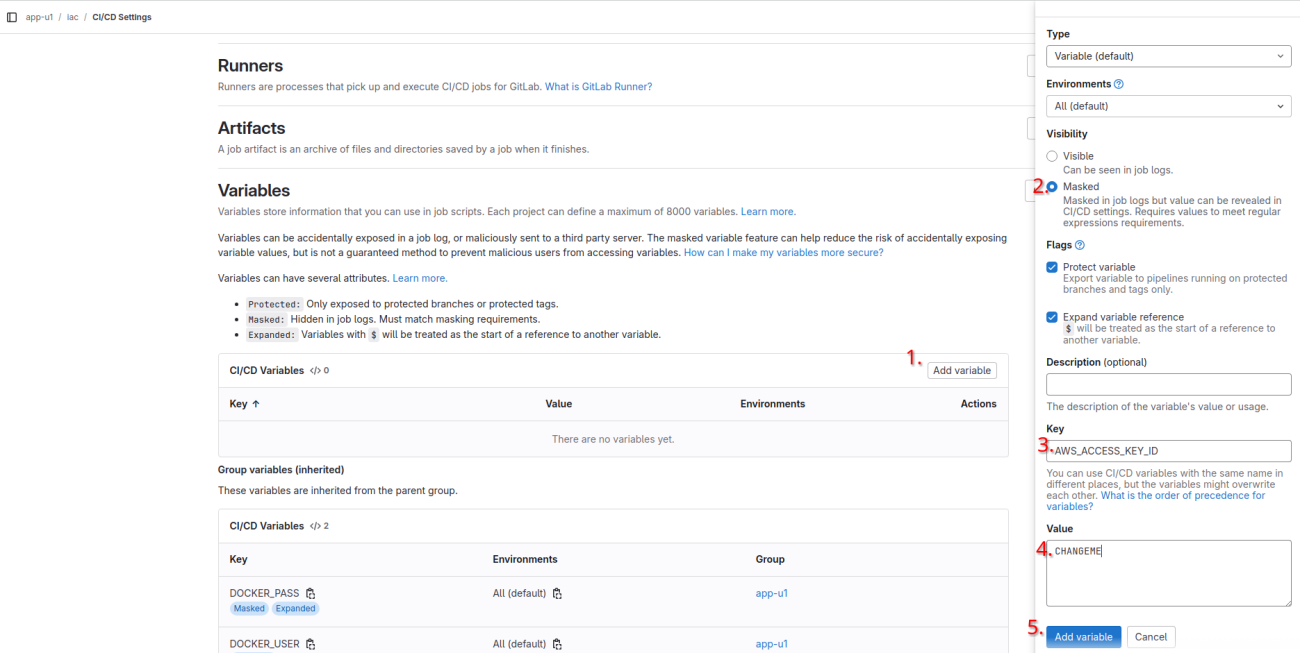 app-u1 / iac / CI/CD Settings
Runners
Runners are processes that pick up and execute CI/CD jobs for GitLab. What is GitLab Runner?
Artifacts
A job artifact is an archive of files and directories saved by a job when it finishes.
Variables
Variables store information that you can use in job scripts. Each project can define a maximum of 8000 variables. Learn more.
Variables can be accidentally exposed in a job log, or maliciously sent to a third party server. The masked variable feature can help reduce the risk of accidentally exposing
variable values, but is not a guaranteed method to prevent malicious users from accessing variables. How can I make my variables more secure?
Variables can have several attributes. Learn more.
• Protected: Only exposed to protected branches or protected tags.
• Masked: Hidden in job logs. Must match masking requirements.
• Expanded: Variables with $ will be treated as the start of a reference to another variable.
CI/CD Variables </> 0
1. Add variable
Key ↑ Value Environments Actions
There are no variables yet.
Group variables (inherited)
These variables are inherited from the parent group.
CI/CD Variables </> 2
Key Environments Group
DOCKER_PASS All (default) app-u1
Masked Expanded
DOCKER_USER All (default) app-u1
Type
Variable (default)
Environments
All (default)
Visibility
Visible
Can be seen in job logs.
2. Masked
Masked in job logs but value can be revealed in
CI/CD settings. Requires values to meet regular
expressions requirements.
Flags
Protect variable
Export variable to pipelines running on protected
branches and tags only.
Expand variable reference
$ will be treated as the start of a reference to
another variable.
Description (optional)
The description of the variable's value or usage.
Key
3. AWS_ACCESS_KEY_ID
You can use CI/CD variables with the same name in
different places, but the variables might overwrite
each other. What is the order of precedence for
variables?
Value
4. CHANGEME
5. Add variable Cancel